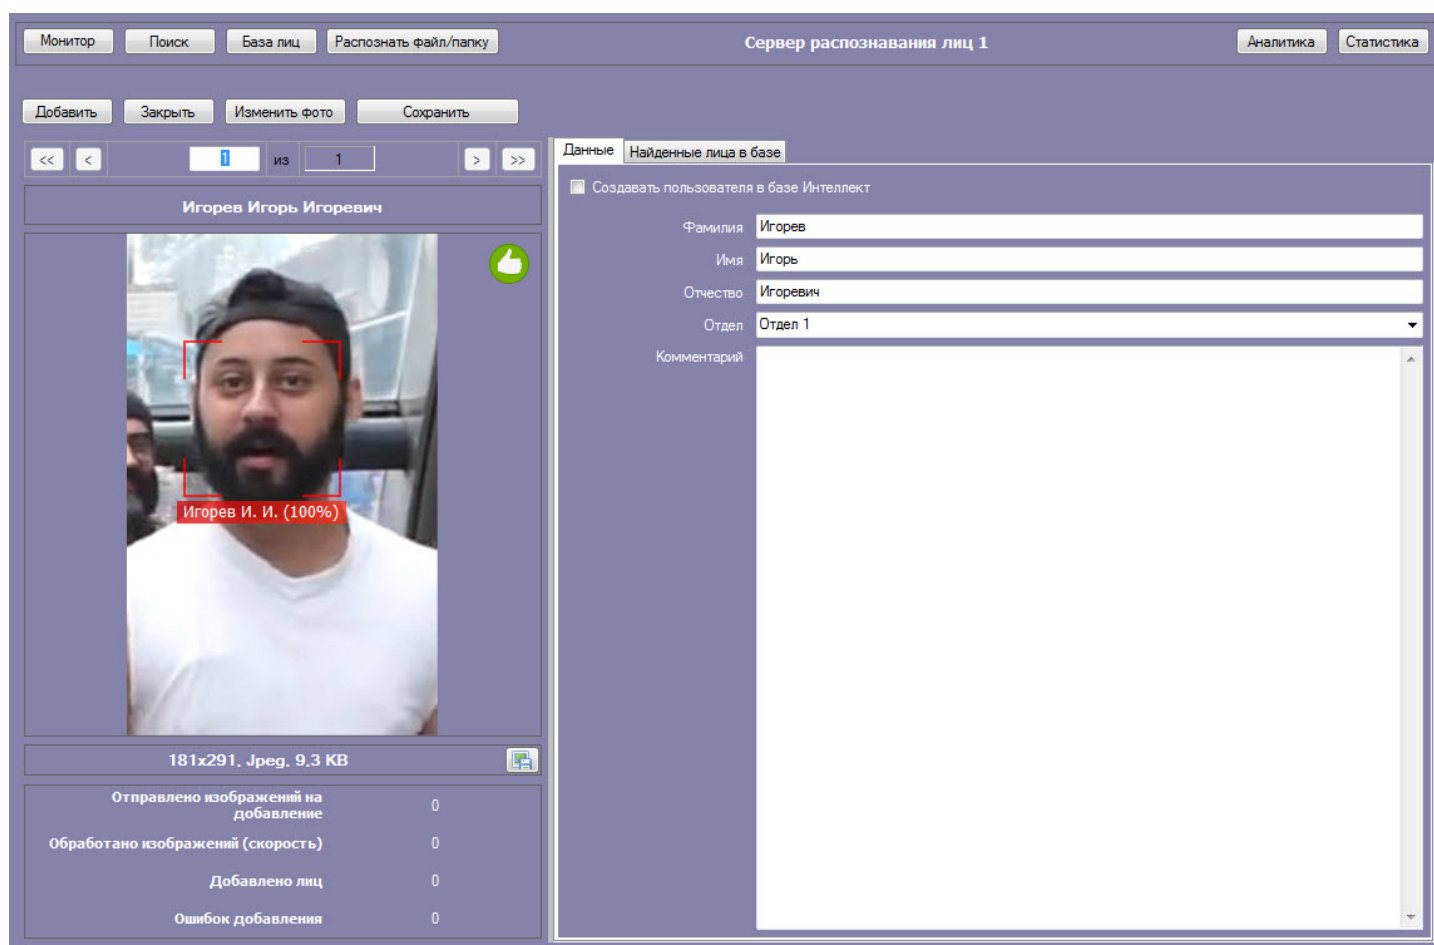 Монитор Поиск База лиц Распознать файл/папку Сервер распознавания лиц 1 Аналитика Статистика
Добавить Закрыть Изменить фото Сохранить
<< < 1 из 1 > >>
Игорев Игорь Игоревич
Игорев И. И. (100%)
181x291, Jpeg, 9,3 KB
Отправлено изображений на
добавление 0
Обработано изображений (скорость) 0
Добавлено лиц 0
Ошибок добавления 0
Данные Найденные лица в базе
Создавать пользователя в базе Интеллект
Фамилия Игорев
Имя Игорь
Отчество Игоревич
Отдел Отдел 1
Комментарий